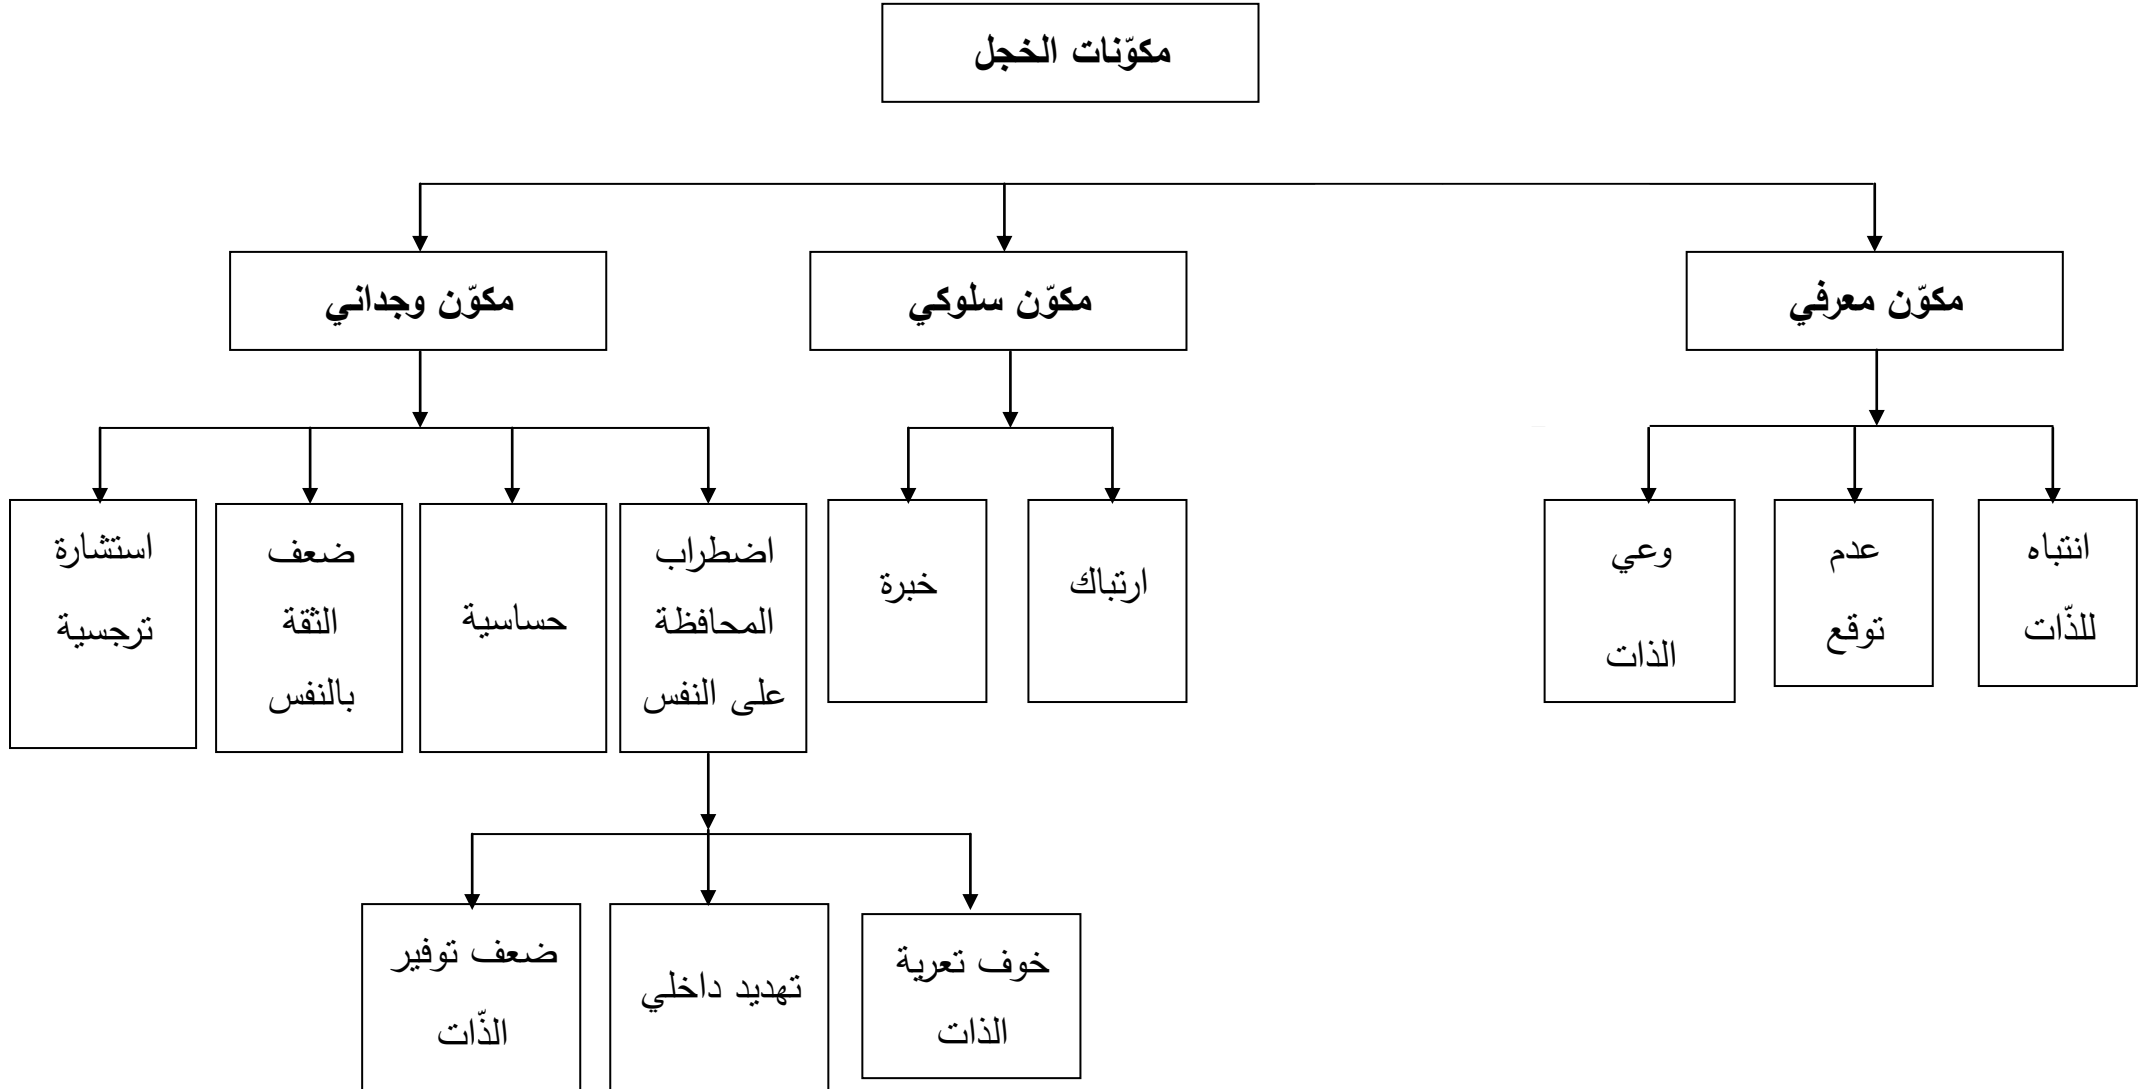 مكوّنات الخجل
مكوّن معرفي
مكوّن سلوكي
مكوّن وجداني
انتباه
للذّات
عدم
توقع
وعي
الذات
ارتباك
خبرة
اضطراب
المحافظة
على النفس
حساسية
ضعف
الثقة
بالنفس
استشارة
ترجسية
خوف تعرية
الذات
تهديد داخلي
ضعف توفير
الذّات